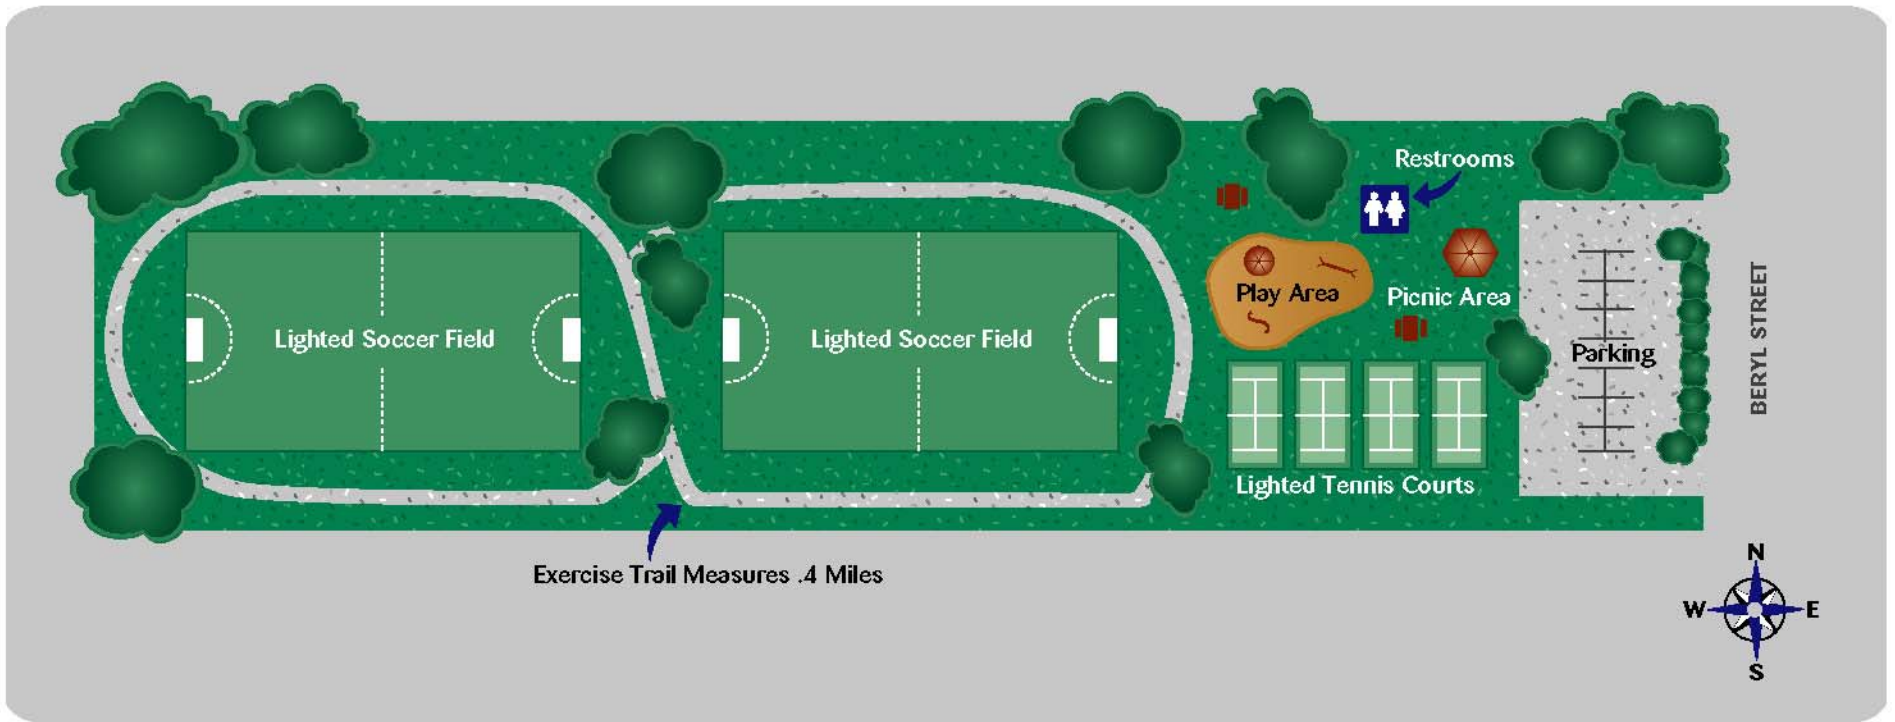 Restrooms
Play Area
Picnic Area
Lighted Soccer Field
Lighted Soccer Field
Parking
BERYL STREET
Lighted Tennis Courts
Exercise Trail Measures .4 Miles
N
W
E
S